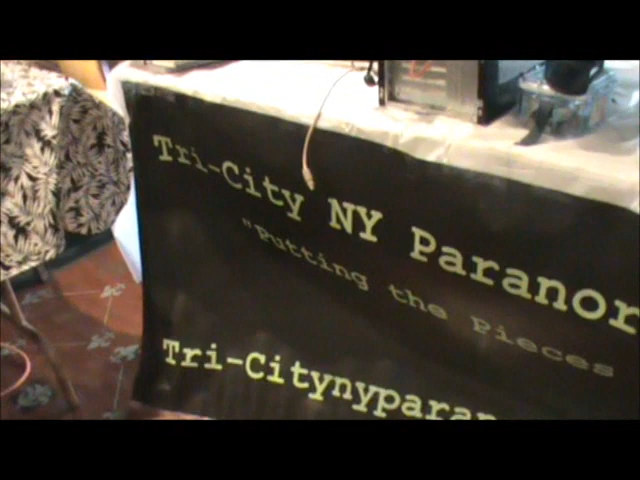 Tri-City NY Paranor
"Putting the Pieces
Tri-Citynyparan